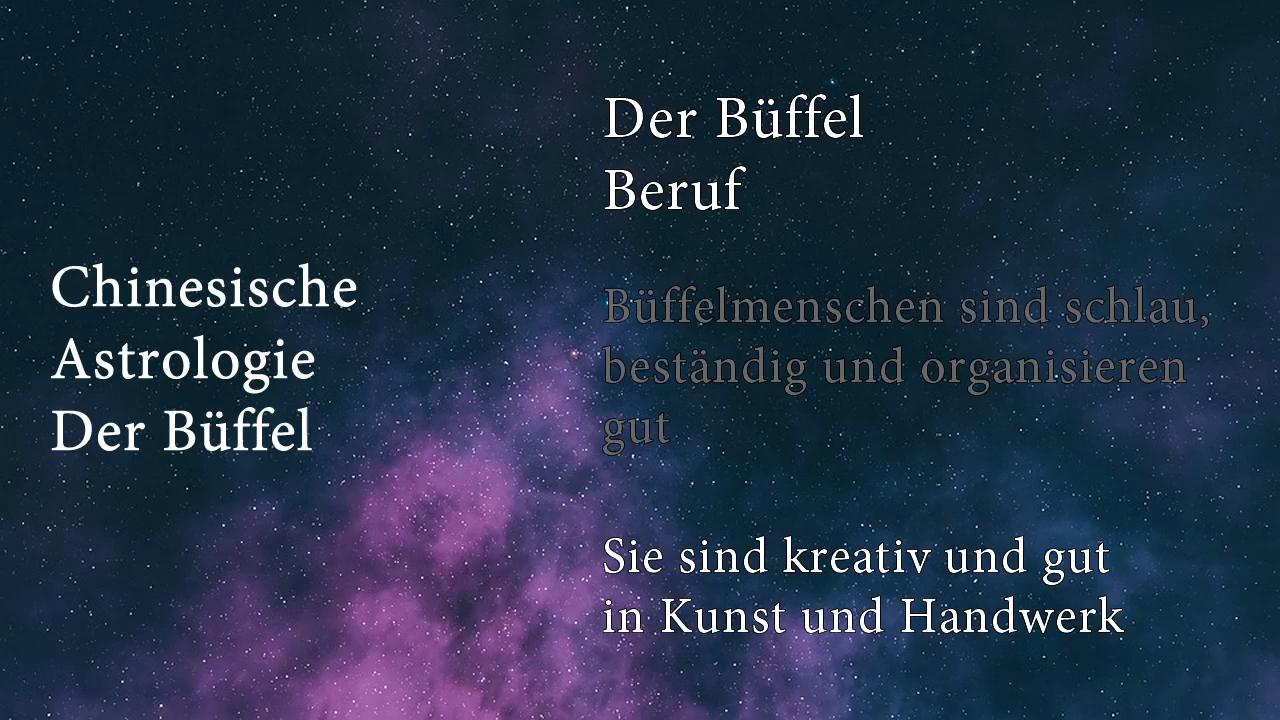 Chinesische
Astrologie
Der Büffel
Der Büffel
Beruf
Büffelmenschen sind schlau,
beständig und organisieren
gut
Sie sind kreativ und gut
in Kunst und Handwerk